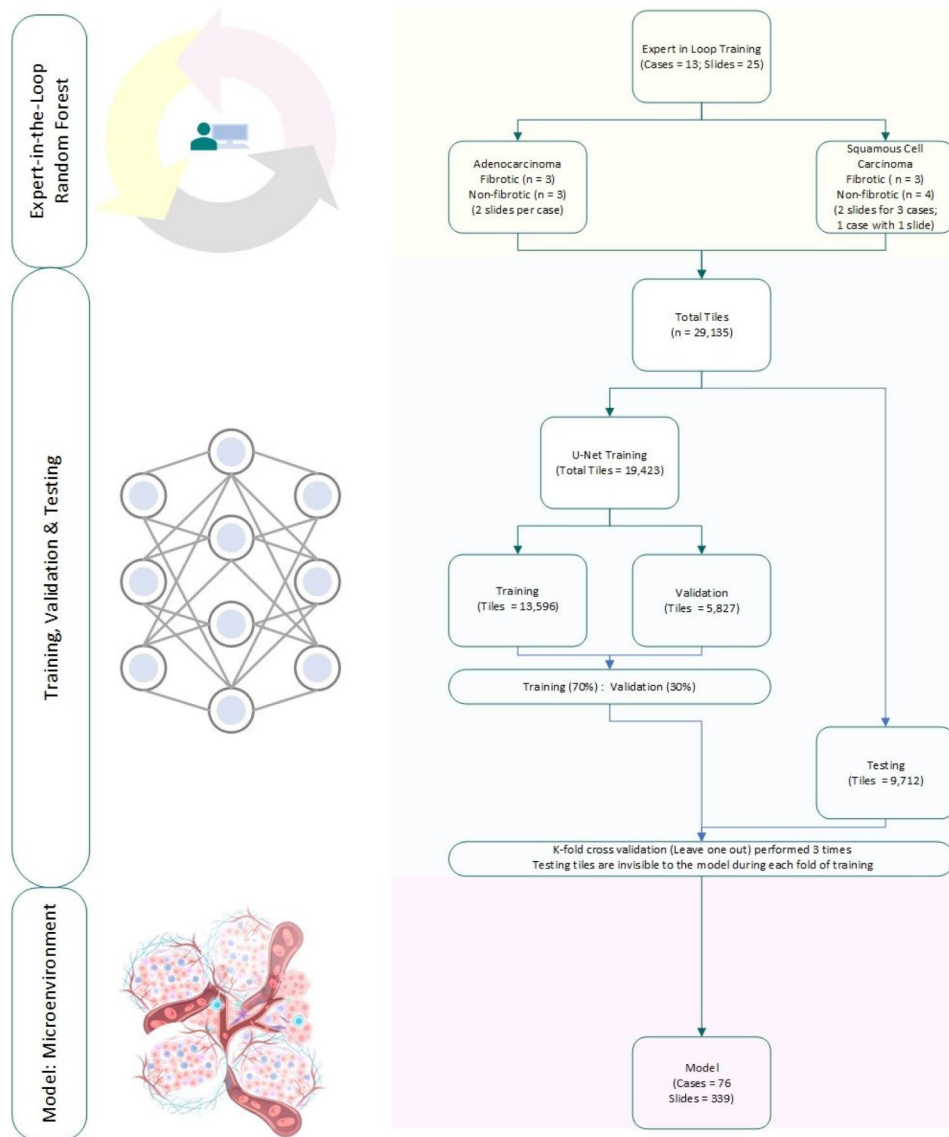 Expert-in-the-Loop
Random Forest
Expert in Loop Training
(Cases = 13; Slides = 25)
Adenocarcinoma
Fibrotic (n = 3)
Non-fibrotic (n = 3)
(2 slides per case)
Squamous Cell
Carcinoma
Fibrotic ( n = 3)
Non-fibrotic (n = 4)
(2 slides for 3 cases;
1 case with 1 slide)
Training, Validation & Testing
Total Tiles
(n = 29,135)
U-Net Training
(Total Tiles = 19,423)
Training
(Tiles = 13,596)
Validation
(Tiles = 5,827)
Training (70%) : Validation (30%)
Testing
(Tiles = 9,712)
K-fold cross validation (Leave one out) performed 3 times
Testing tiles are invisible to the model during each fold of training
Model: Microenvironment
Model
(Cases = 76
Slides = 339)